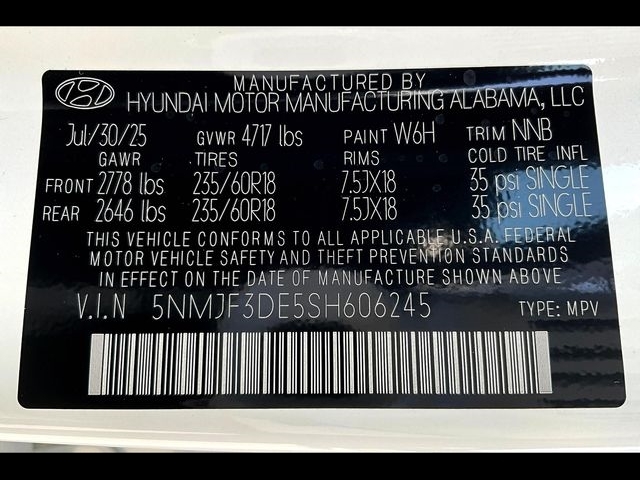 MANUFACTURED BY
HYUNDAI MOTOR MANUFACTURING ALABAMA, LLC
Jul/30/25 GVWR 4717 lbs PAINT W6H TRIM NNB
GAWR TIRES RIMS COLD TIRE INFL
FRONT 2778 lbs 235/60R18 7.5JX18 35 psi SINGLE
REAR 2646 lbs 235/60R18 7.5JX18 35 psi SINGLE
THIS VEHICLE CONFORMS TO ALL APPLICABLE U.S.A. FEDERAL
MOTOR VEHICLE SAFETY AND THEFT PREVENTION STANDARDS
IN EFFECT ON THE DATE OF MANUFACTURE SHOWN ABOVE.
V.I.N 5NMJF3DE5SH606245 TYPE: MPV